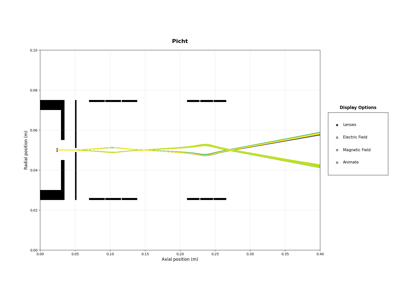 Picht
0.10
0.08
0.06
0.04
0.02
0.00
Radial position (m)
0.00 0.05 0.10 0.15 0.20 0.25 0.30 0.35 0.40
Axial position (m)
Display Options
Lenses
Electric Field
Magnetic Field
Animate